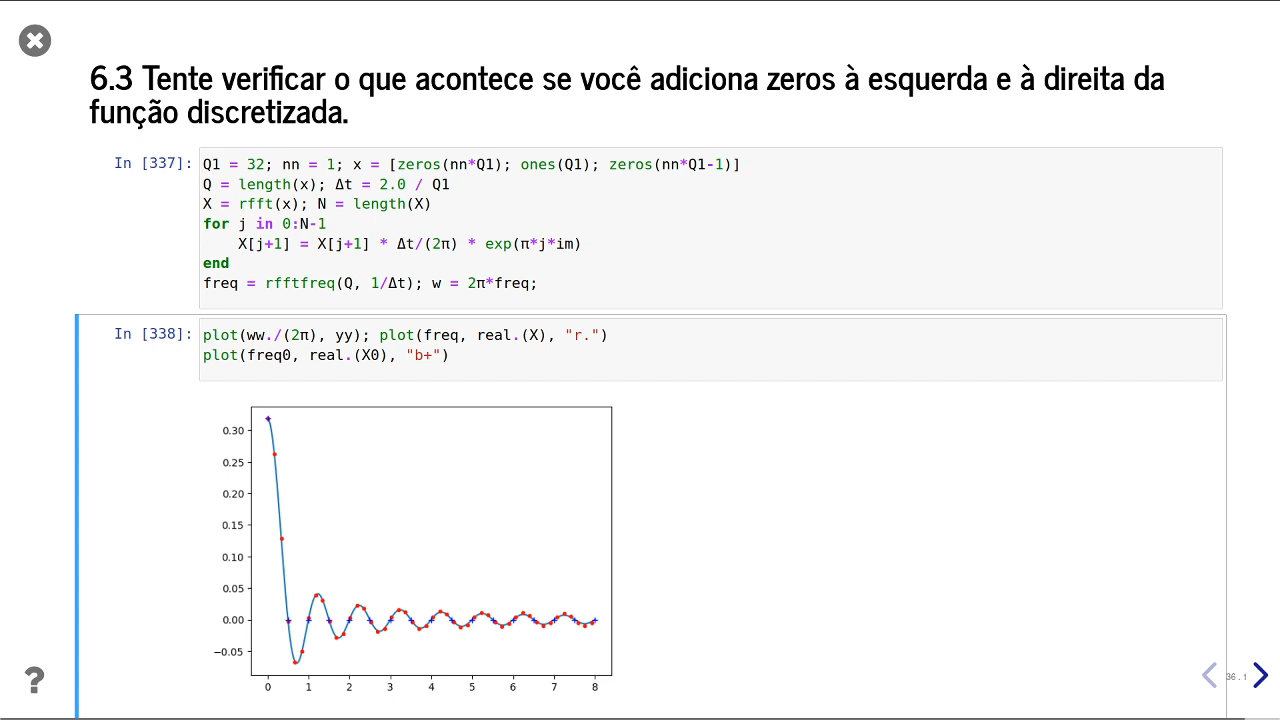 6.3 Tente verificar o que acontece se você adiciona zeros à esquerda e à direita da
função discretizada.
In [337]: Q1 = 32; nn = 1; x = [zeros(nn*Q1); ones(Q1); zeros(nn*Q1-1)]
Q = length(x); Δt = 2.0 / Q1
X = rfft(x); N = length(X)
for j in 0:N-1
X[j+1] = X[j+1] * Δt/(2π) * exp(π*j*im)
end
freq = rfftfreq(Q, 1/Δt); w = 2π*freq;
In [338]: plot(ww./(2π), yy); plot(freq, real.(X), "r.")
plot(freq0, real.(X0), "b+")
0.30
0.25
0.20
0.15
0.10
0.05
0.00
−0.05
0 1 2 3 4 5 6 7 8
?
36 . 1